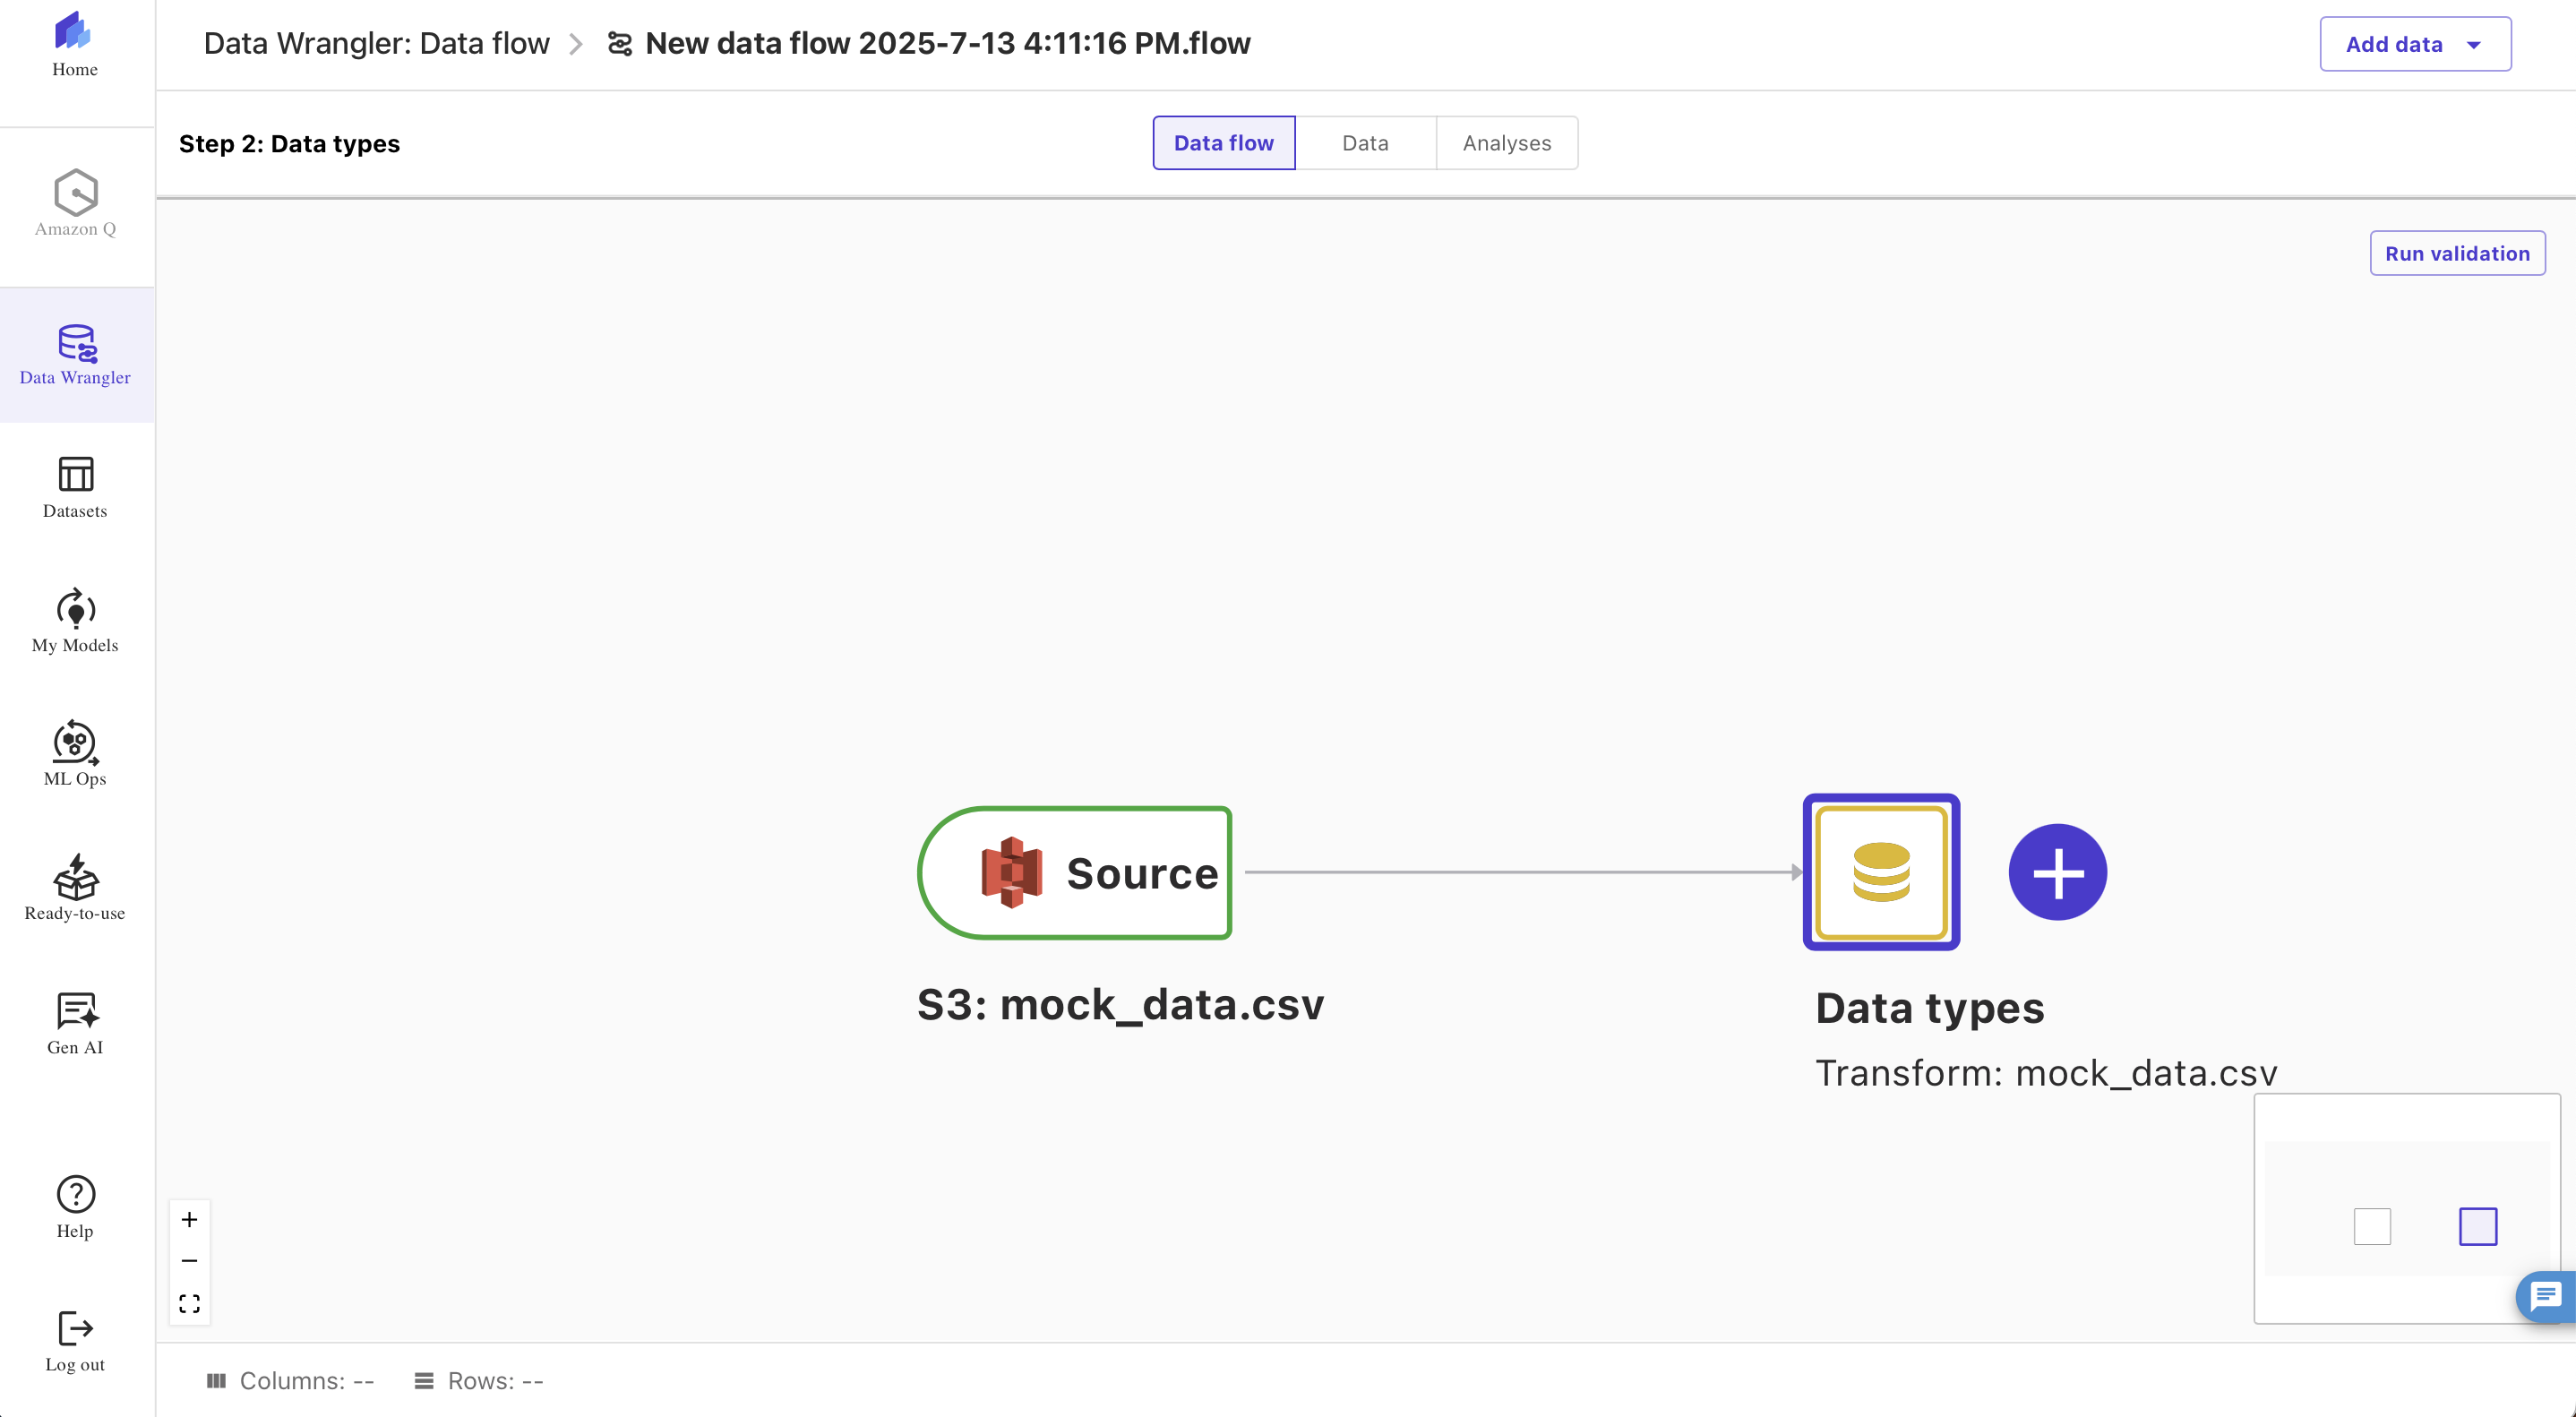 Home
Amazon Q
Data Wrangler
Datasets
My Models
ML Ops
Ready-to-use
Gen AI
Help
Log out
Data Wrangler: Data flow
New data flow 2025-7-13 4:11:16 PM.flow
Add data
Step 2: Data types
Data flow
Data
Analyses
Run validation
Source
S3: mock_data.csv
Data types
Transform: mock_data.csv
Columns: --
Rows: --